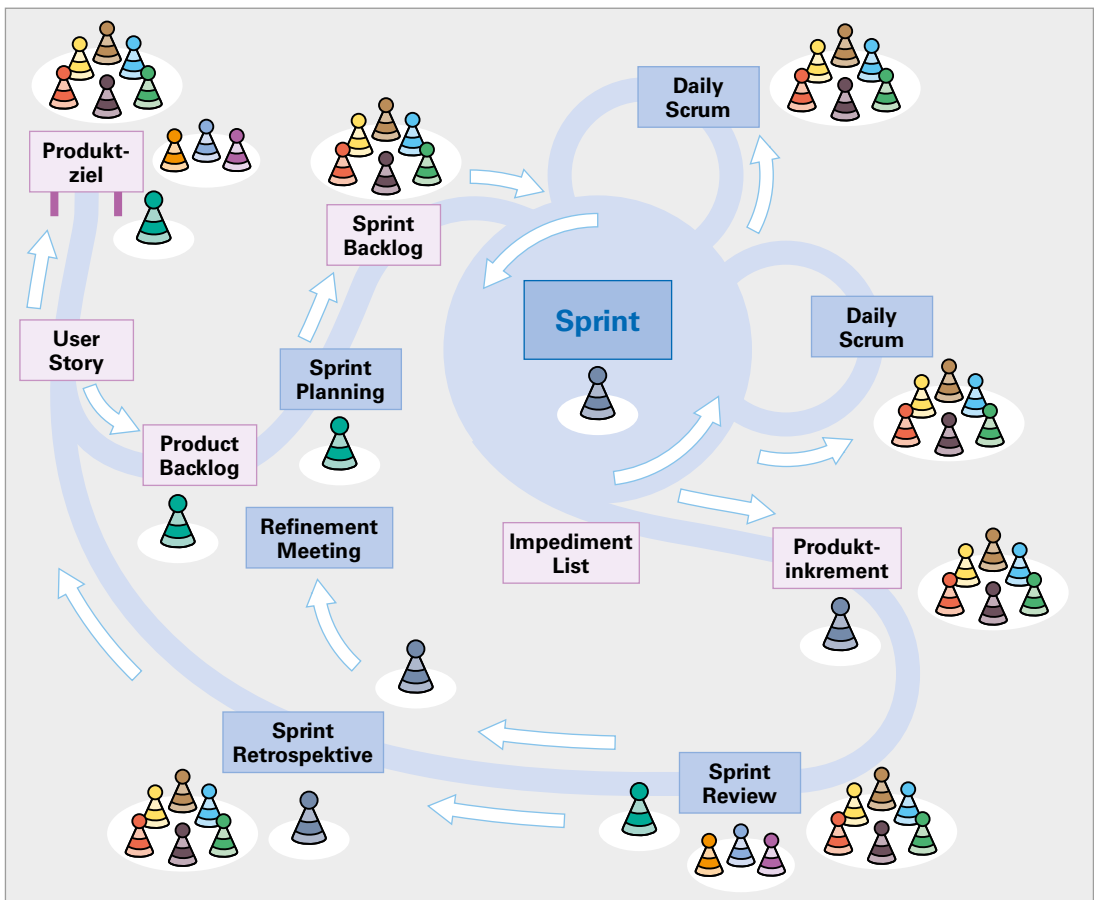 Produkt-
ziel
Daily
Scrum
Sprint
Backlog
Sprint
Daily
Scrum
User
Story
Sprint
Planning
Product
Backlog
Refinement
Meeting
Impediment
List
Produkt-
inkrement
Sprint
Retrospektive
Sprint
Review